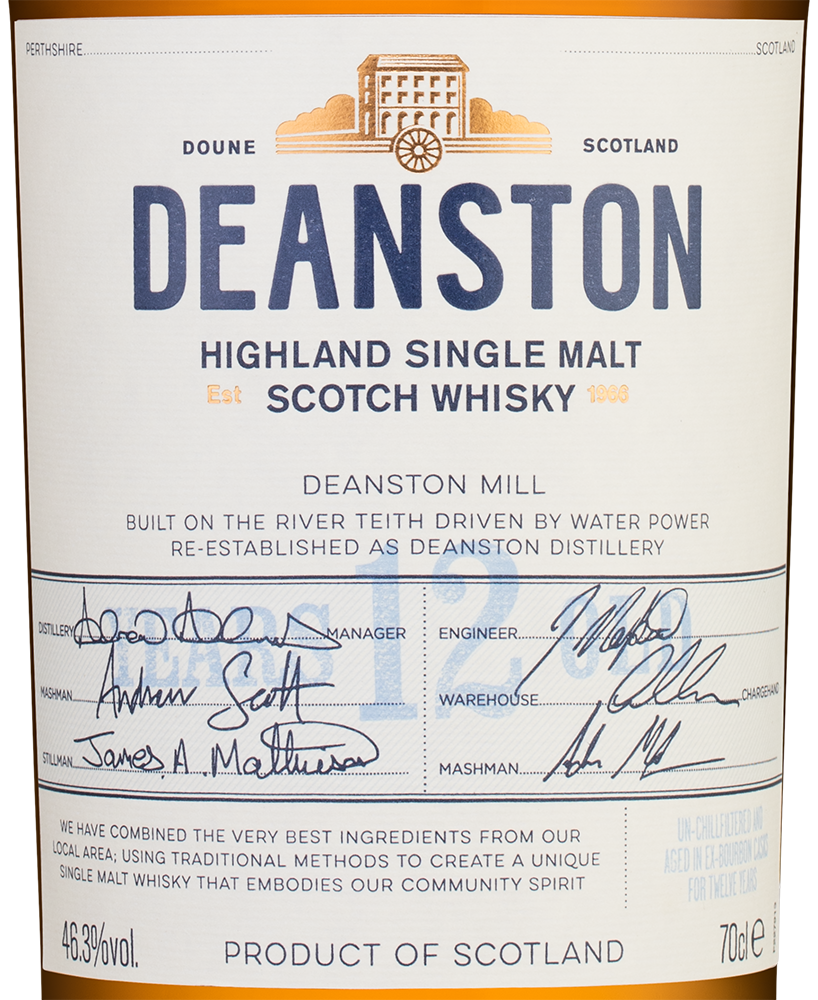 PERTHSHIRE SCOTLAND
DOUNE SCOTLAND
DEANSTON
HIGHLAND SINGLE MALT
Est SCOTCH WHISKY 1966
DEANSTON MILL
BUILT ON THE RIVER TEITH DRIVEN BY WATER POWER
RE-ESTABLISHED AS DEANSTON DISTILLERY
YEARS 12 OLD
DISTILLERY MANAGER
MASHMAN Andrew Scott
STILLMAN James. A. Mathieson
ENGINEER
WAREHOUSE CHARGEHAND
MASHMAN
WE HAVE COMBINED THE VERY BEST INGREDIENTS FROM OUR
LOCAL AREA; USING TRADITIONAL METHODS TO CREATE A UNIQUE
SINGLE MALT WHISKY THAT EMBODIES OUR COMMUNITY SPIRIT
UN-CHILLFILTERED AND
AGED IN EX-BOURBON CASKS
FOR TWELVE YEARS
46.3%vol. PRODUCT OF SCOTLAND 70cl e